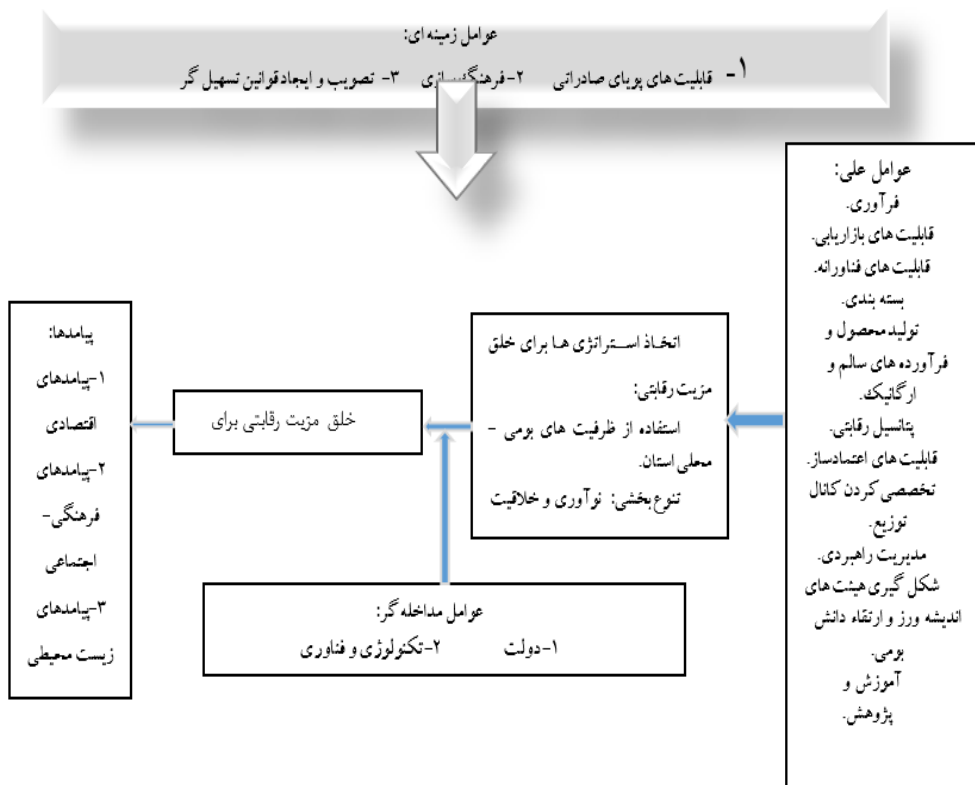 عوامل زمینه ای:
۱- قابلیت های پویای صادراتی ۲-فرهنگ سازی ۳- تصویب و ایجاد قوانین تسهیل گر
عوامل علی:
فرآوری.
قابلیت های بازاریابی.
قابلیت های فناورانه.
بسته بندی.
تولید محصول و
فرآورده های سالم و
ارگانیک.
پتانسیل رقابتی.
قابلیت های اعتمادساز.
تخصصی کردن کانال
توزیع.
مدیریت راهبردی.
شکل گیری هیئت های
اندیشه ورز و ارتقاء دانش
بومی.
آموزش و
پژوهش.
اتخاذ استراتژی ها برای خلق
مزیت رقابتی:
استفاده از ظرفیت های بومی -
محلی استان.
تنوع بخشی: نوآوری و خلاقیت
خلق مزیت رقابتی برای
پیامدها:
۱-پیامدهای
اقتصادی
۲-پیامدهای
فرهنگی-
اجتماعی
۳-پیامدهای
زیست محیطی
عوامل مداخله گر:
۱-دولت ۲-تکنولوژی و فناوری